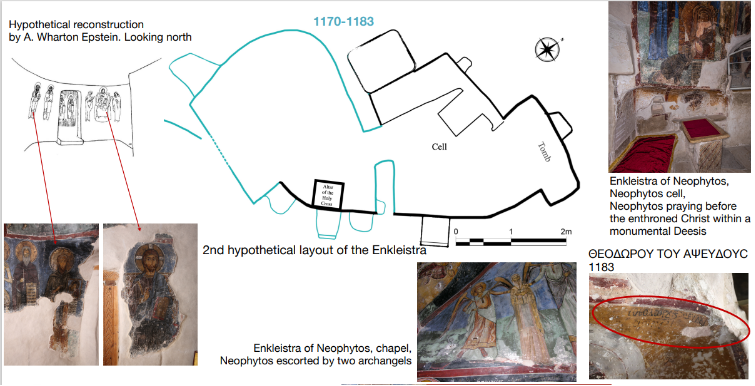 Hypothetical reconstruction
by A. Wharton Epstein. Looking north
1170-1183
Cell
Tomb
Altar
of the
Holy
Cross
0 1 2m
2nd hypothetical layout of the Enkleistra
Enkleistra of Neophytos,
Neophytos cell,
Neophytos praying before
the enthroned Christ within a
monumental Deesis
ΘΕΟΔΩΡΟΥ ΤΟΥ ΑΨΕΥΔΟΥC
1183
Enkleistra of Neophytos, chapel,
Neophytos escorted by two archangels